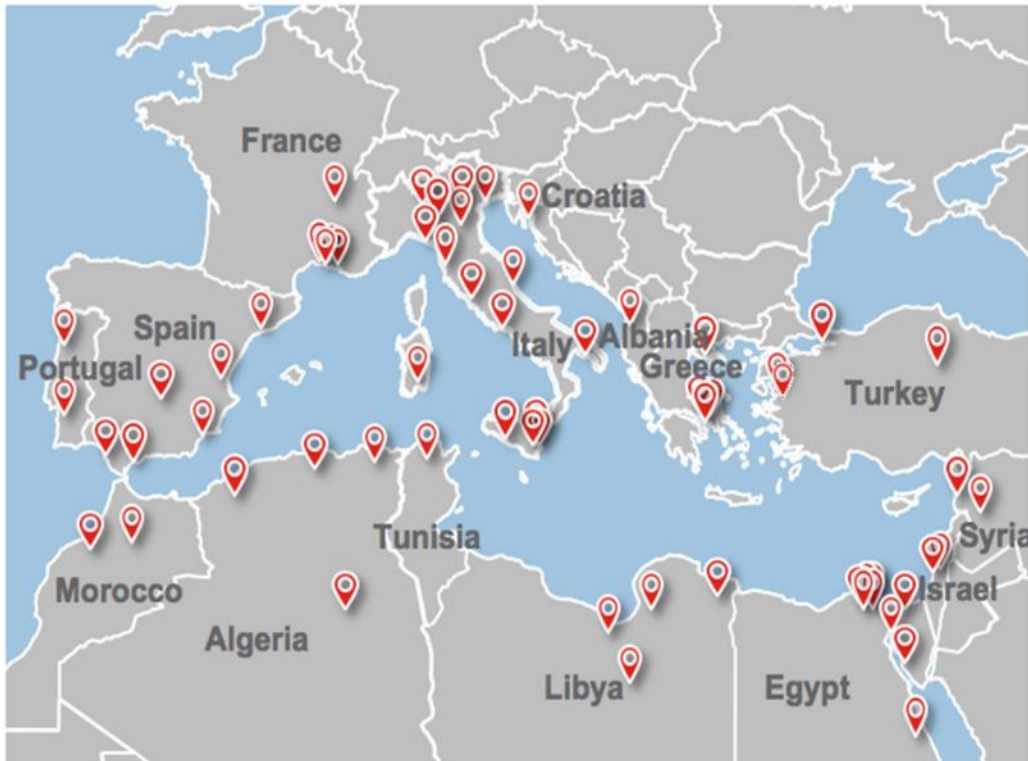 France
Croatia
Spain
Italy
Albania
Portugal
Greece
Turkey
Tunisia
Syria
Morocco
Israel
Algeria
Libya
Egypt